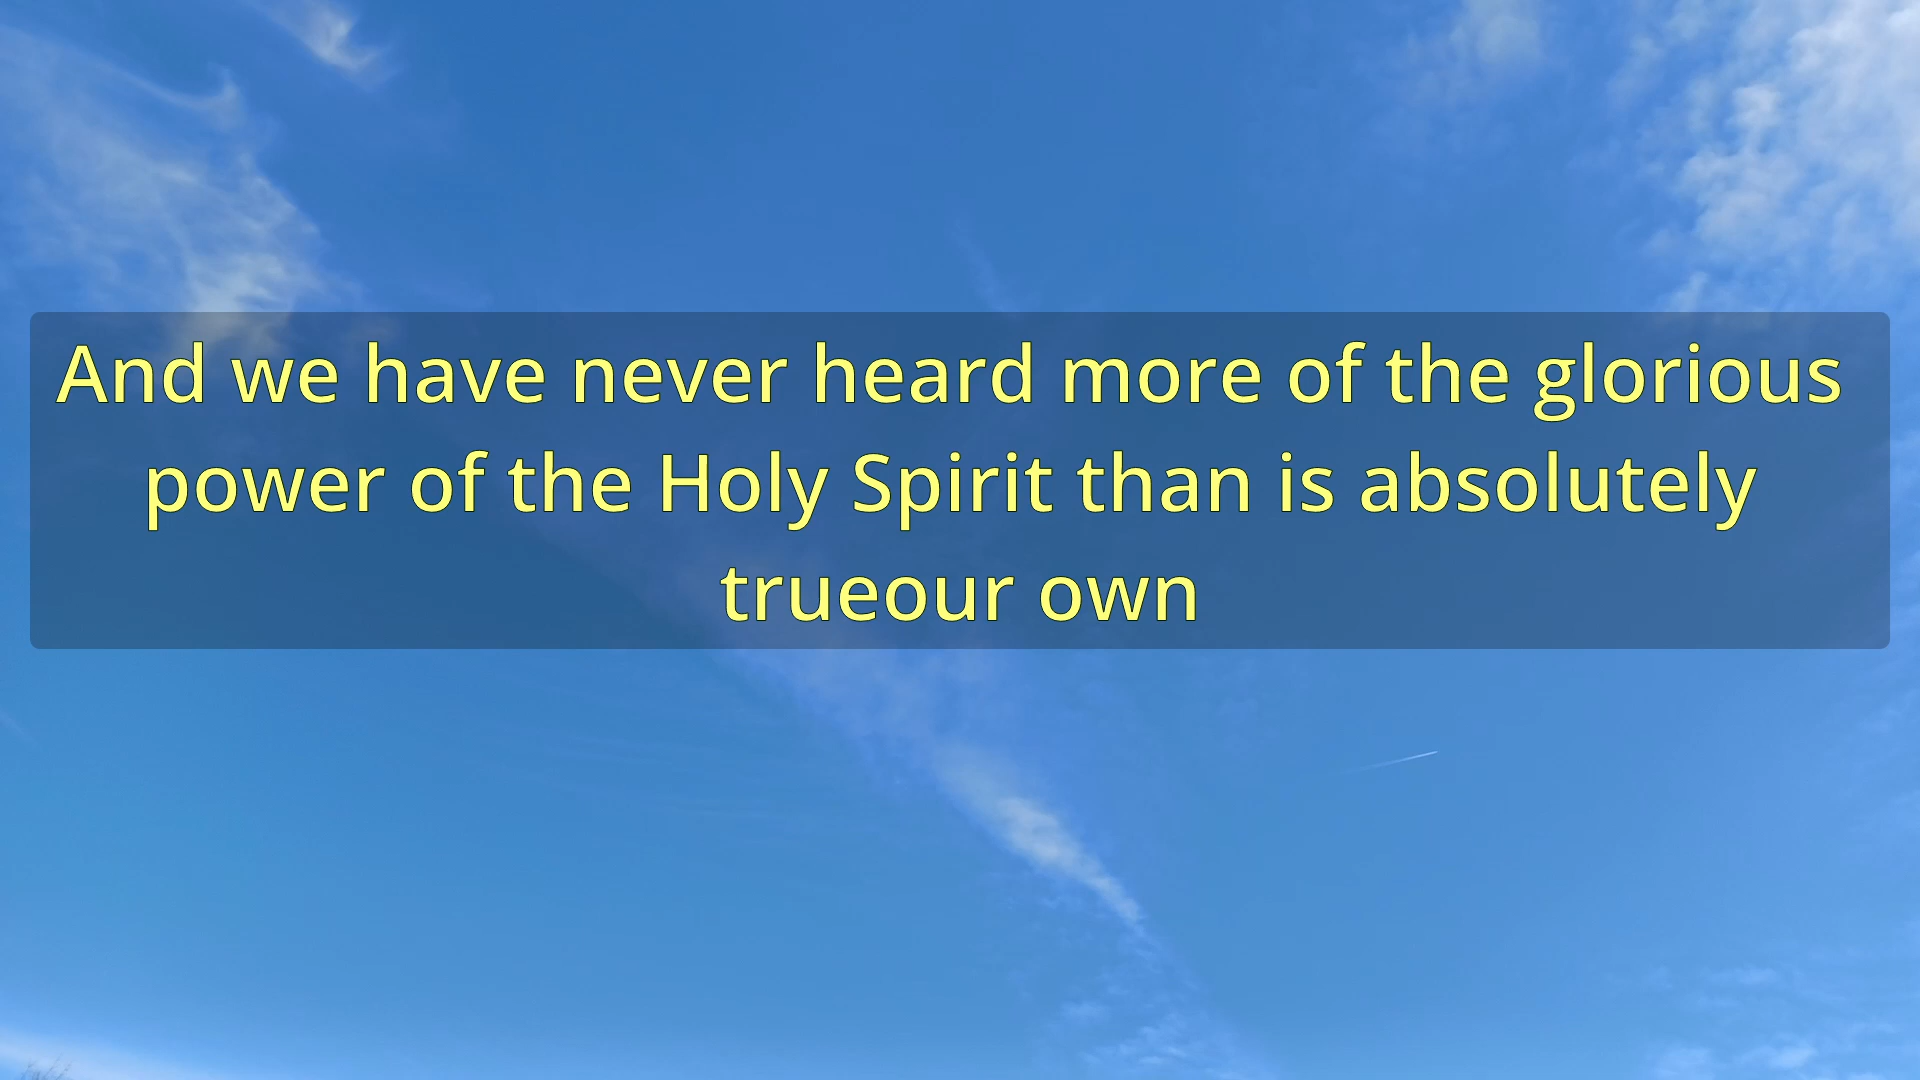 And we have never heard more of the glorious
power of the Holy Spirit than is absolutely
trueour own